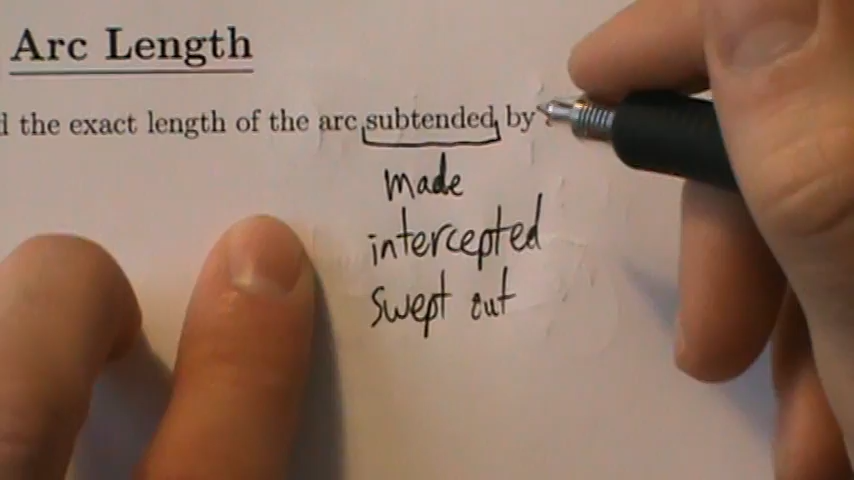 Arc Length
the exact length of the arc subtended by
made
intercepted
swept out